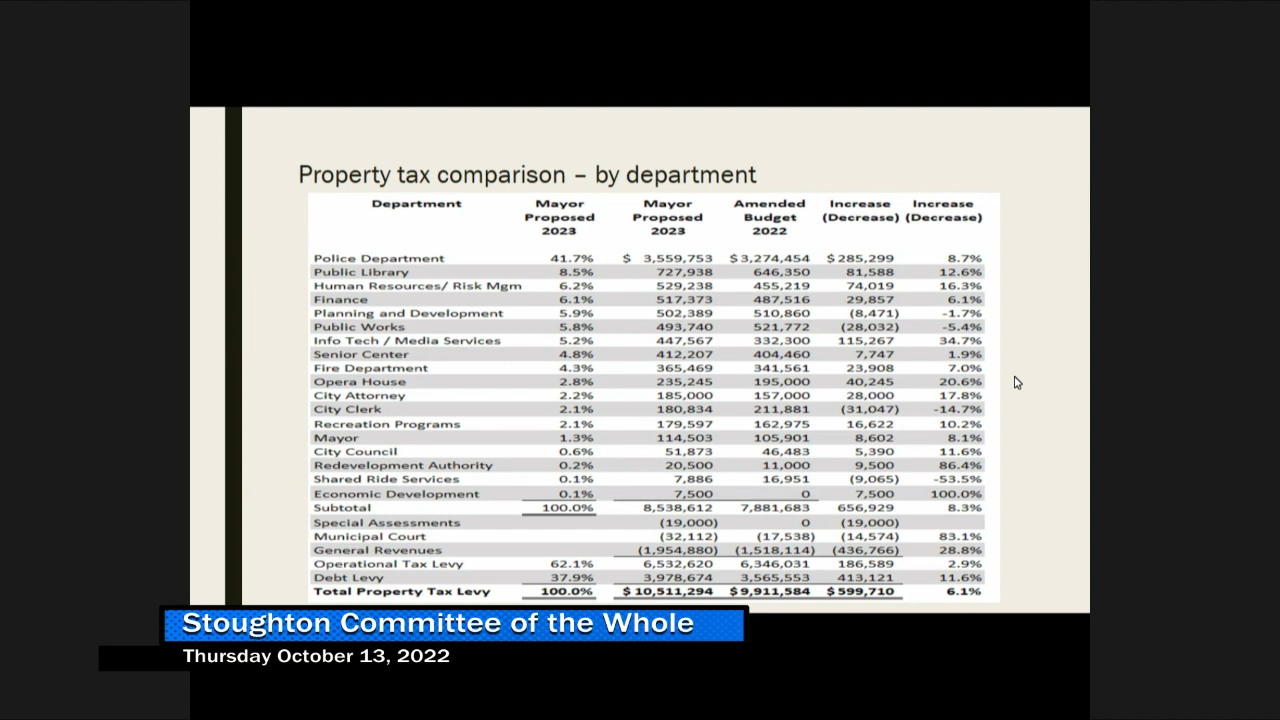 Property tax comparison – by department
Department Mayor Mayor Amended Increase Increase
Proposed Proposed Budget (Decrease) (Decrease)
2023 2023 2022
Police Department 41.7% $ 3,559,753 $ 3,274,454 $ 285,299 8.7%
Public Library 8.5% 727,938 646,350 81,588 12.6%
Human Resources/ Risk Mgm 6.2% 529,238 455,219 74,019 16.3%
Finance 6.1% 517,373 487,516 29,857 6.1%
Planning and Development 5.9% 502,389 510,860 (8,471) -1.7%
Public Works 5.8% 493,740 521,772 (28,032) -5.4%
Info Tech / Media Services 5.2% 447,567 332,300 115,267 34.7%
Senior Center 4.8% 412,207 404,460 7,747 1.9%
Fire Department 4.3% 365,469 341,561 23,908 7.0%
Opera House 2.8% 235,245 195,000 40,245 20.6%
City Attorney 2.2% 185,000 157,000 28,000 17.8%
City Clerk 2.1% 180,834 211,881 (31,047) -14.7%
Recreation Programs 2.1% 179,597 162,975 16,622 10.2%
Mayor 1.3% 114,503 105,901 8,602 8.1%
City Council 0.6% 51,873 46,483 5,390 11.6%
Redevelopment Authority 0.2% 20,500 11,000 9,500 86.4%
Shared Ride Services 0.1% 7,886 16,951 (9,065) -53.5%
Economic Development 0.1% 7,500 0 7,500 100.0%
Subtotal 100.0% 8,538,612 7,881,683 656,929 8.3%
Special Assessments (19,000) 0 (19,000)
Municipal Court (32,112) (17,538) (14,574) 83.1%
General Revenues (1,954,880) (1,518,114) (436,766) 28.8%
Operational Tax Levy 62.1% 6,532,620 6,346,031 186,589 2.9%
Debt Levy 37.9% 3,978,674 3,565,553 413,121 11.6%
Total Property Tax Levy 100.0% $ 10,511,294 $ 9,911,584 $ 599,710 6.1%
Stoughton Committee of the Whole
Thursday October 13, 2022